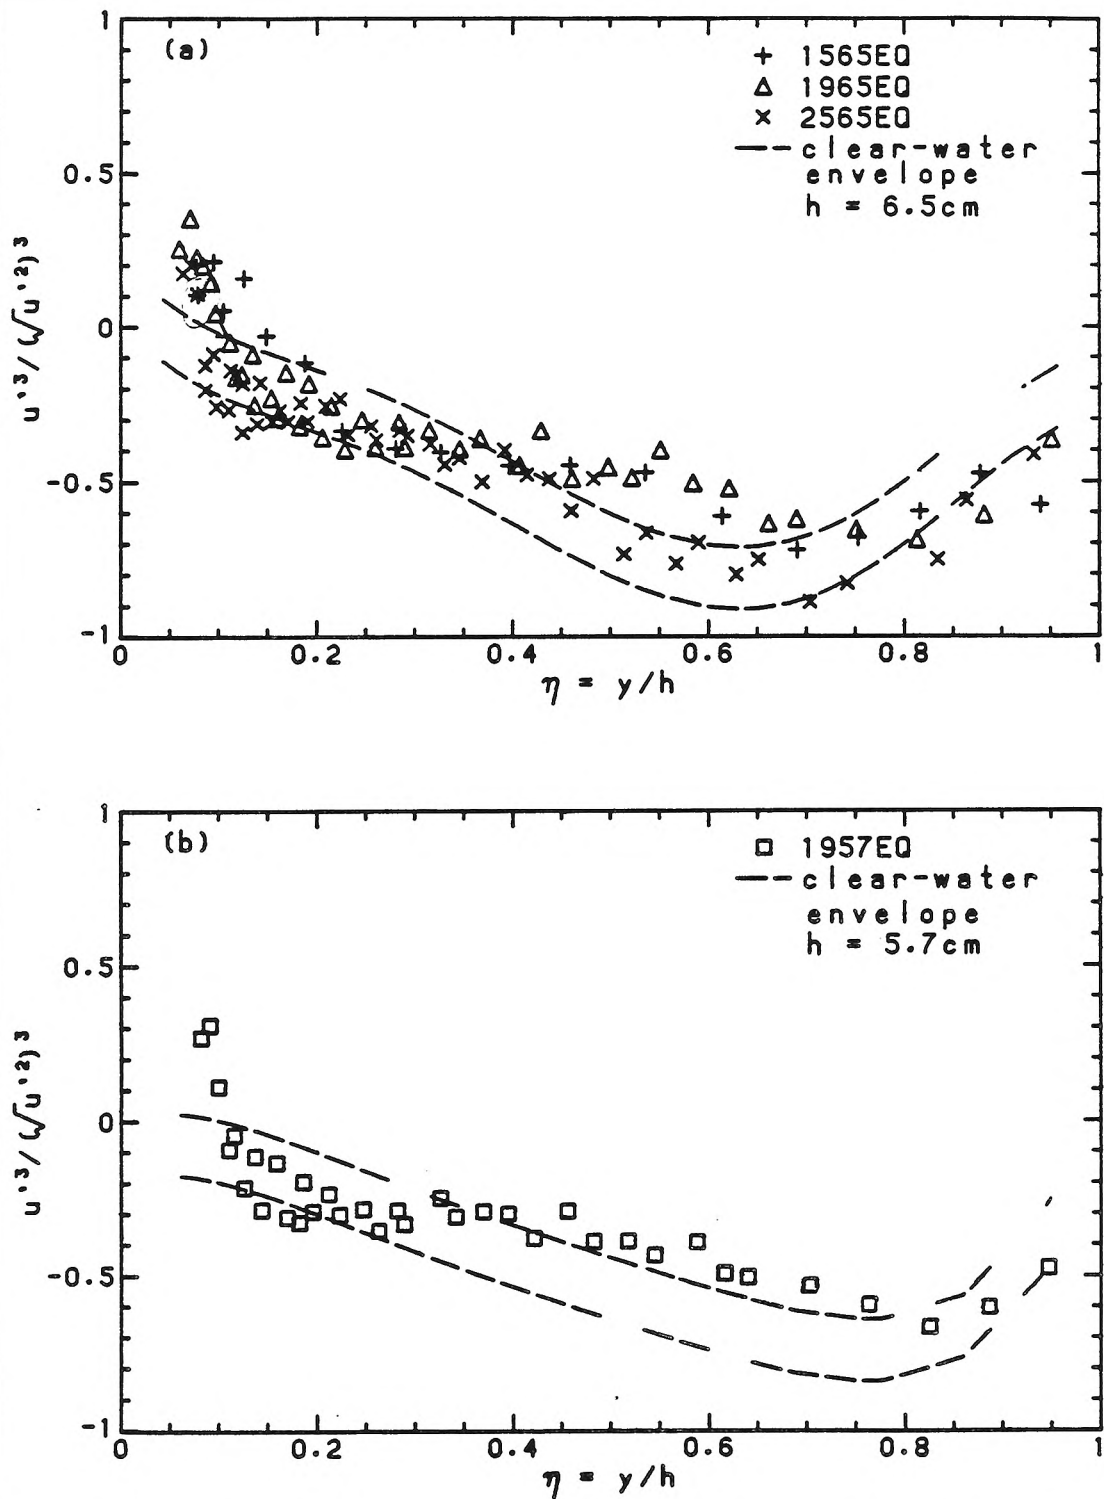 (a)
+ 1565EQ
△ 1965EQ
× 2565EQ
clear-water
envelope
h = 6.5cm
1
0.5
0
-0.5
-1
u'³/(√u'²)³
0
0.2
0.4
0.6
0.8
1
η = y/h
(b)
□ 1957EQ
clear-water
envelope
h = 5.7cm
1
0.5
0
-0.5
-1
u'³/(√u'²)³
0
0.2
0.4
0.6
0.8
1
η = y/h